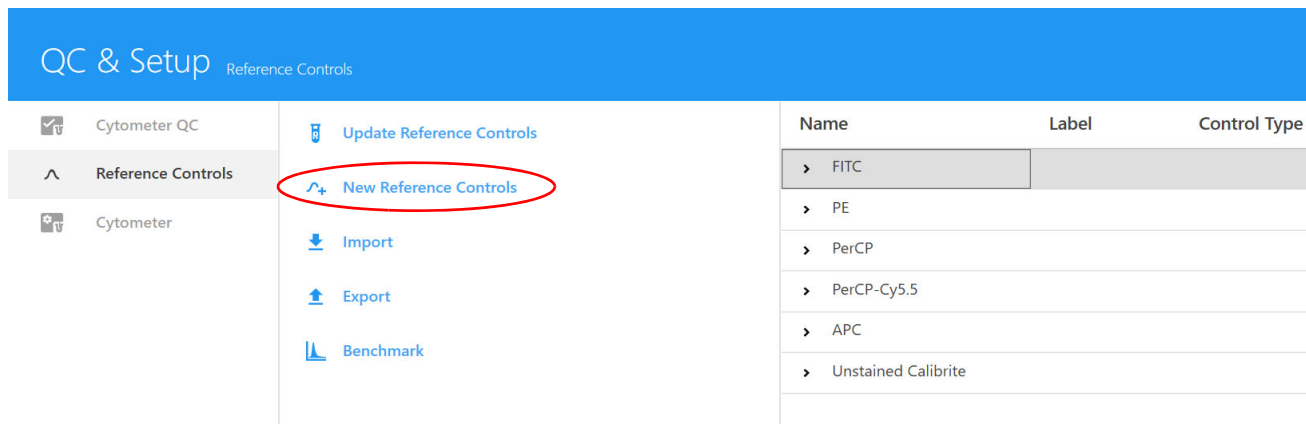 QC & Setup Reference Controls
Cytometer QC
Reference Controls
Cytometer
Update Reference Controls
New Reference Controls
Import
Export
Benchmark
Name Label Control Type
FITC
PE
PerCP
PerCP-Cy5.5
APC
Unstained Calibrite